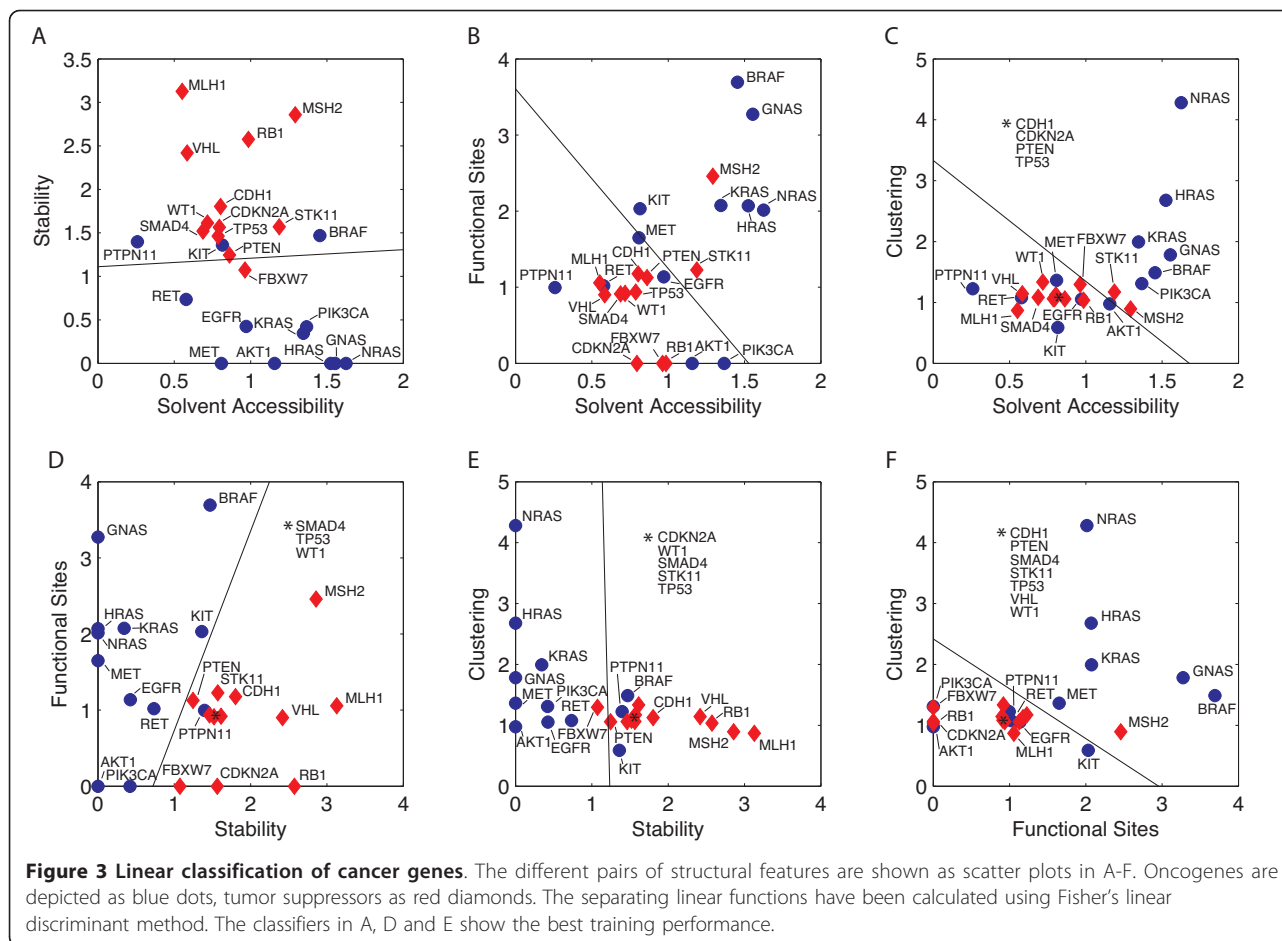 A
3.5
3
2.5
2
1.5
1
0.5
0
0
0.5
1
1.5
2
Stability
Solvent Accessibility
MLH1
MSH2
RB1
VHL
CDH1
WT1
CDKN2A
STK11
SMAD4
TP53
BRAF
PTPN11
KIT
PTEN
FBXW7
RET
EGFR
KRAS
PIK3CA
MET
AKT1
HRAS
GNAS
NRAS
B
4
3
2
1
0
0
0.5
1
1.5
2
Functional Sites
Solvent Accessibility
BRAF
GNAS
MSH2
KIT
KRAS
NRAS
HRAS
MET
CDH1
PTEN
STK11
MLH1
RET
PTPN11
EGFR
VHL
TP53
SMAD4
WT1
FBXW7
CDKN2A
RB1
AKT1
PIK3CA
C
5
4
3
2
1
0
0
0.5
1
1.5
2
Clustering
Solvent Accessibility
NRAS
* CDH1
CDKN2A
PTEN
TP53
HRAS
MET
FBXW7
KRAS
WT1
STK11
GNAS
BRAF
PTPN11
VHL
PIK3CA
RET
*
MLH1
EGFR
RB1
MSH2
SMAD4
AKT1
KIT
D
4
3
2
1
0
0
1
2
3
4
Functional Sites
Stability
BRAF
GNAS
* SMAD4
TP53
WT1
MSH2
HRAS
KRAS
KIT
NRAS
MET
PTEN
STK11
EGFR
CDH1
MLH1
RET
*
VHL
PTPN11
AKT1
PIK3CA
FBXW7
CDKN2A
RB1
E
5
4
3
2
1
0
0
1
2
3
4
Clustering
Stability
NRAS
* CDKN2A
WT1
SMAD4
STK11
TP53
HRAS
KRAS
PTPN11
GNAS
BRAF
MET
PIK3CA
CDH1
VHL
RB1
*
FBXW7
PTEN
AKT1
EGFR
MSH2
MLH1
KIT
F
5
4
3
2
1
0
0
1
2
3
4
Clustering
Functional Sites
NRAS
* CDH1
PTEN
SMAD4
STK11
TP53
VHL
WT1
HRAS
KRAS
GNAS
PIK3CA
PTPN11
FBXW7
RET
MET
BRAF
RB1
*
MSH2
CDKN2A
EGFR
AKT1
MLH1
KIT
Figure 3 Linear classification of cancer genes. The different pairs of structural features are shown as scatter plots in A-F. Oncogenes are
depicted as blue dots, tumor suppressors as red diamonds. The separating linear functions have been calculated using Fisher's linear
discriminant method. The classifiers in A, D and E show the best training performance.